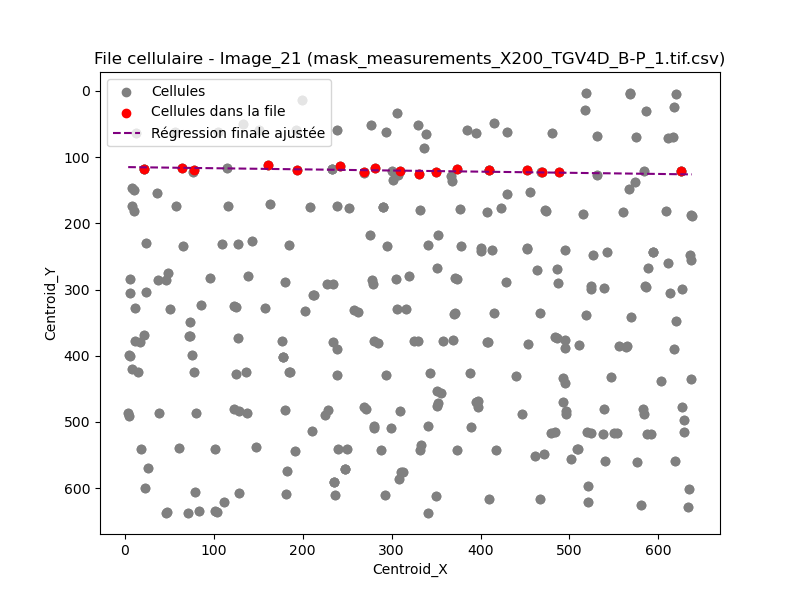 File cellulaire - Image_21 (mask_measurements_X200_TGV4D_B-P_1.tif.csv)
Cellules
Cellules dans la file
Régression finale ajustée
0
100
200
300
400
500
600
Centroid_Y
0 100 200 300 400 500 600
Centroid_X